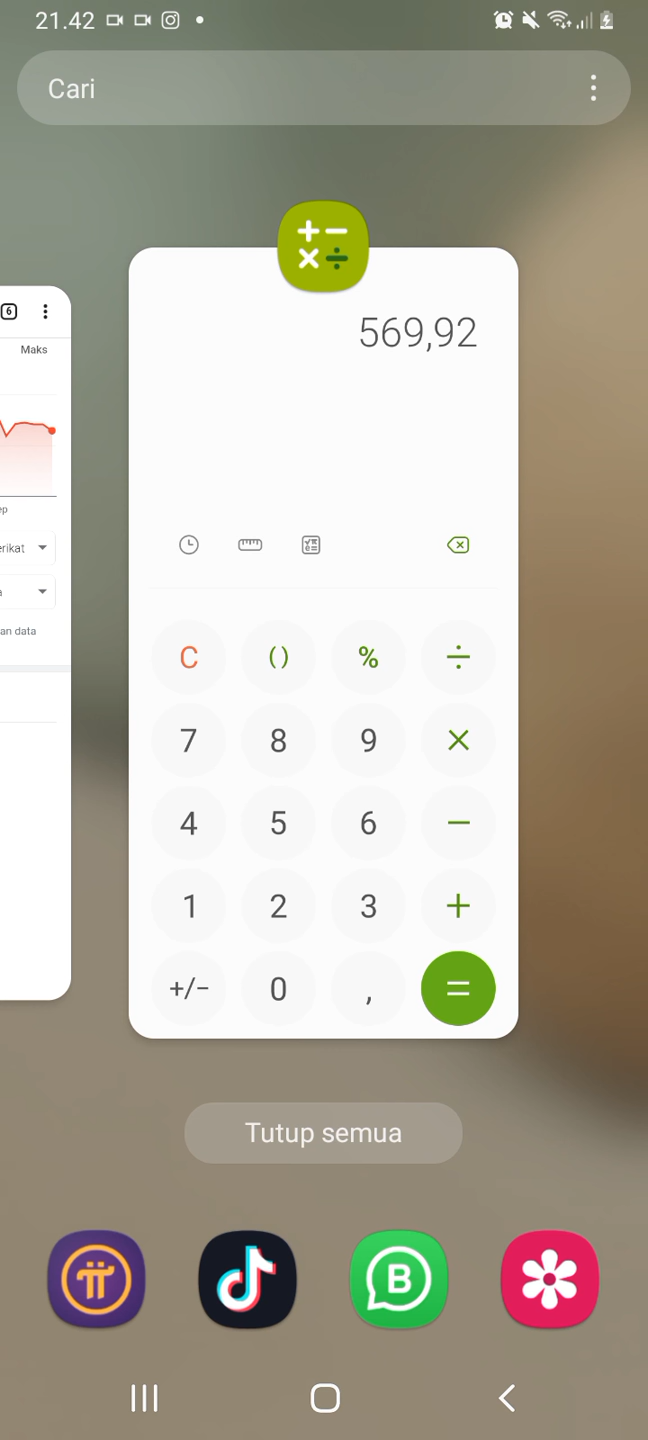 21.42
Cari
6
Maks
569,92
ep
erikat
a
an data
C ( ) % ÷
7 8 9 ×
4 5 6 −
1 2 3 +
+/− 0 , =
Tutup semua
B